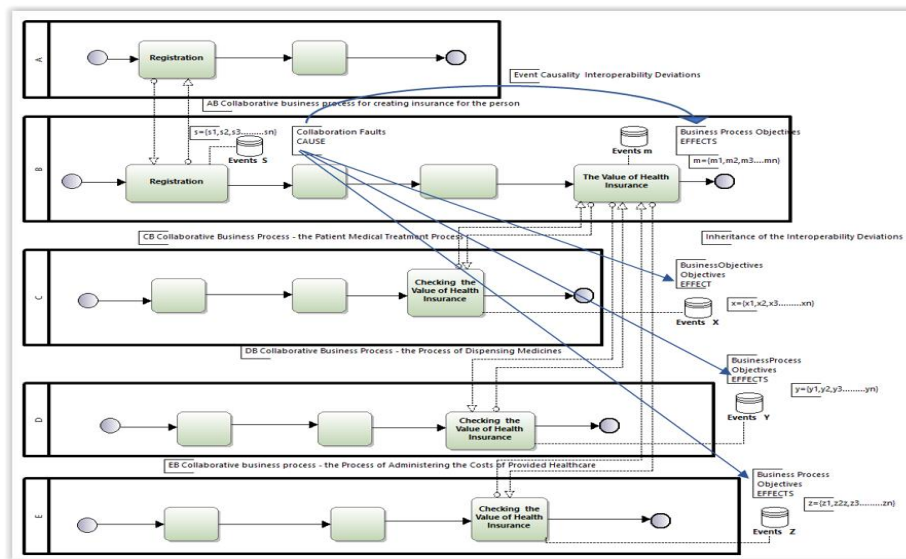 A
Registration
Event Causality Interoperability Deviations
AB Collaborative business process for creating insurance for the person
B
s={s1,s2,s3.........sn}
Events S
Collaboration Faults
CAUSE
Events m
Business Process Objectives
EFFECTS
m={m1,m2,m3....mn}
Registration
The Value of Health
Insurance
CB Collaborative Business Process - the Patient Medical Treatment Process
Inheritance of the Interoperability Deviations
C
Checking the
Value of Health
Insurance
BusinessObjectives
Objectives
EFFECT
x={x1,x2,x3.........xn)
Events X
DB Collaborative Business Process - the Process of Dispensing Medicines
D
Checking the
Value of Health
Insurance
BusinessProcess
Objectives
EFFECTS
y={y1,y2,y3.........yn}
Events Y
EB Collaborative business process - the Process of Administering the Costs of Provided Healthcare
E
Checking the
Value of Health
Insurance
Business Process
Objectives
EFFECTS
z={z1,z2z,z3.........zn)
Events Z